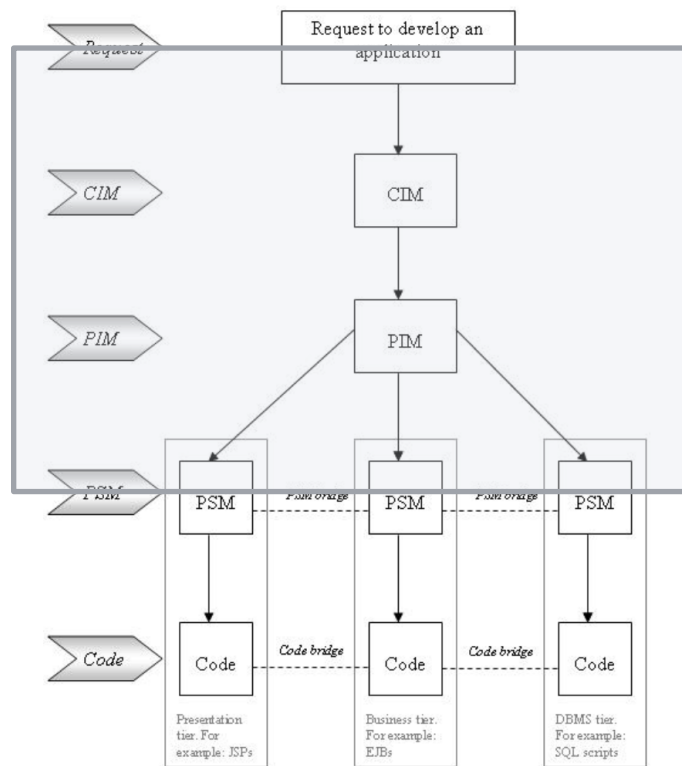 Request
Request to develop an
application
CIM
CIM
PIM
PIM
PSM
PSM
PSM bridge
PSM
PSM bridge
PSM
Code
Code
Code bridge
Code
Code bridge
Code
Presentation
tier. For
example: JSPs
Business tier.
For example:
EJBs
DBMS tier.
For example:
SQL scripts